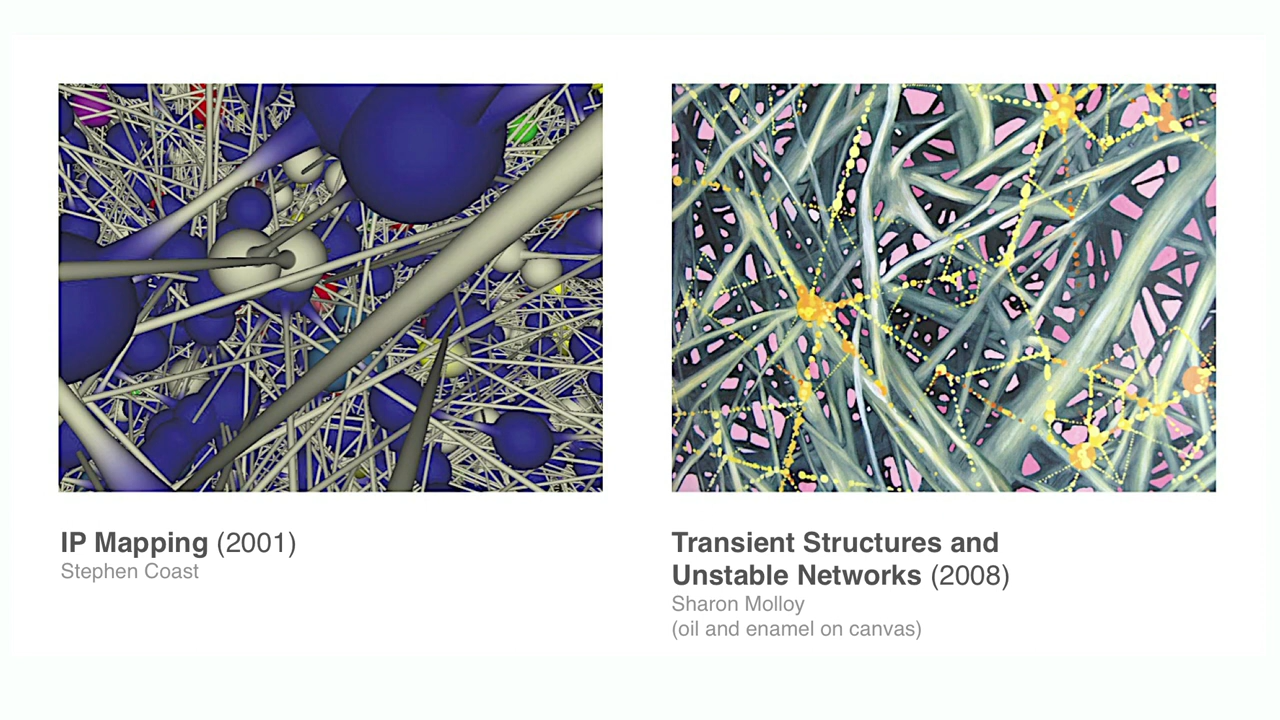 IP Mapping (2001)
Stephen Coast
Transient Structures and
Unstable Networks (2008)
Sharon Molloy
(oil and enamel on canvas)